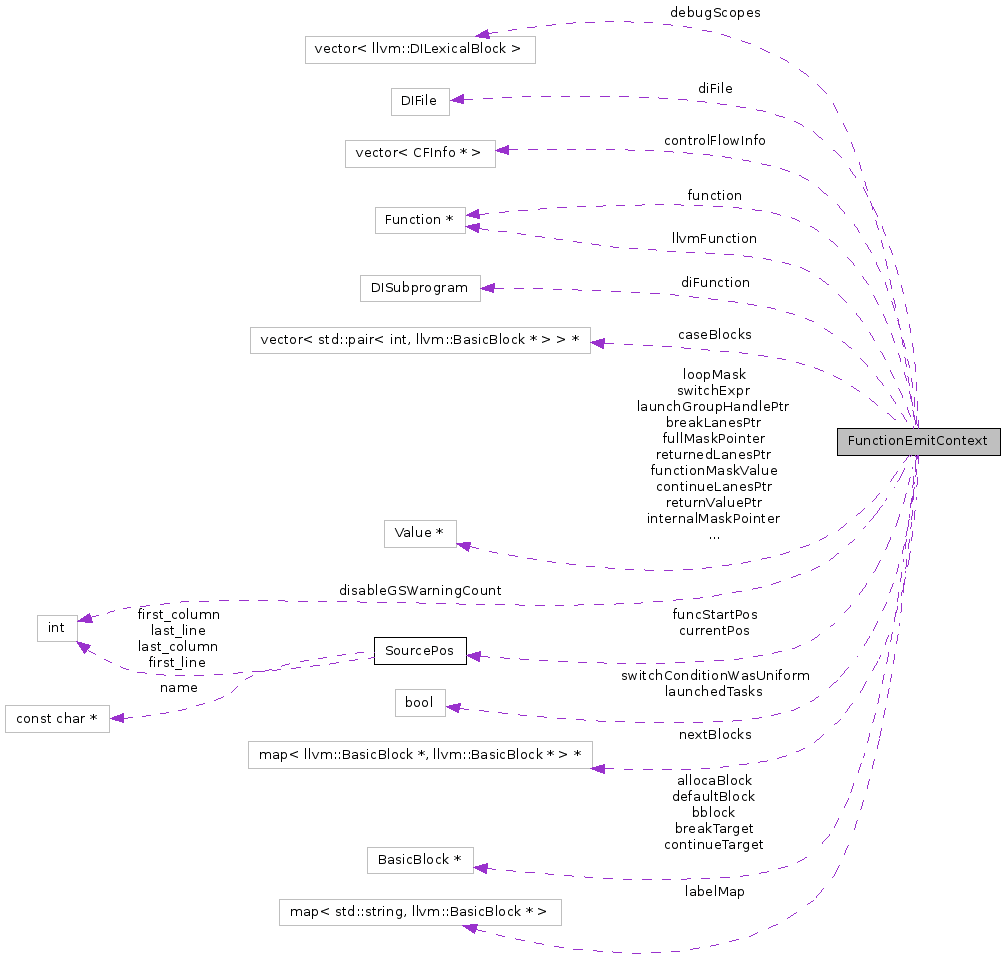 debugScopes
vector< llvm::DILexicalBlock >
diFile
DIFile
controlFlowInfo
vector< CFInfo * >
function
Function *
llvmFunction
diFunction
DISubprogram
caseBlocks
vector< std::pair< int, llvm::BasicBlock * > > *
loopMask
switchExpr
launchGroupHandlePtr
breakLanesPtr
fullMaskPointer
returnedLanesPtr
functionMaskValue
continueLanesPtr
returnValuePtr
internalMaskPointer
...
FunctionEmitContext
Value *
disableGSWarningCount
int
first_column
last_line
last_column
first_line
funcStartPos
currentPos
SourcePos
name
const char *
switchConditionWasUniform
launchedTasks
bool
nextBlocks
map< llvm::BasicBlock *, llvm::BasicBlock * > *
allocaBlock
defaultBlock
bblock
breakTarget
continueTarget
BasicBlock *
labelMap
map< std::string, llvm::BasicBlock * >